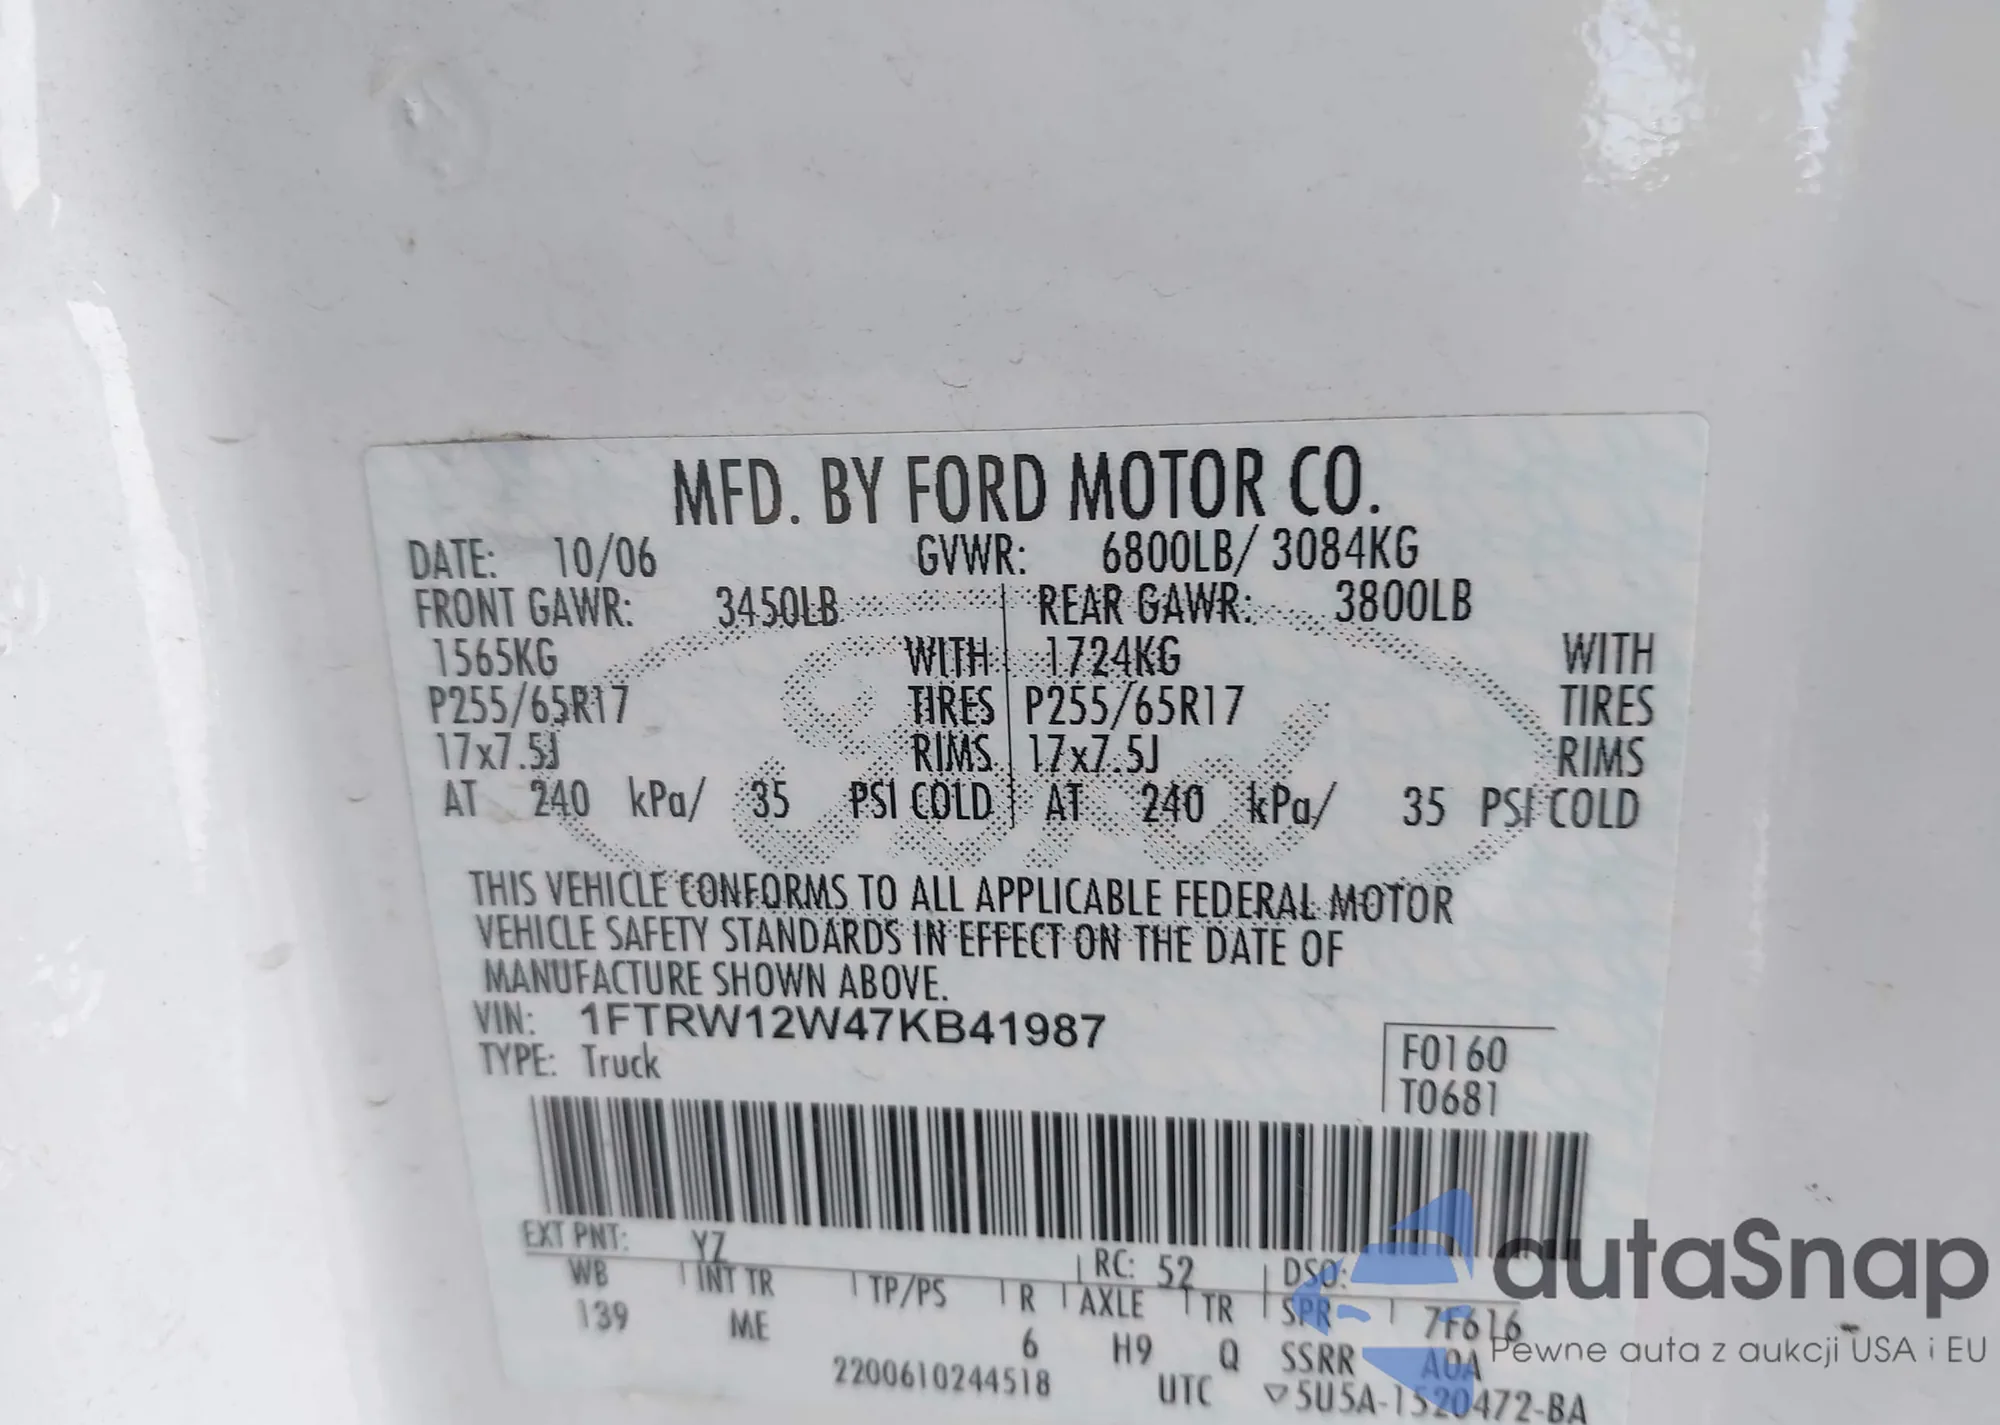 MFD. BY FORD MOTOR CO.
DATE: 10/06 GVWR: 6800LB/ 3084KG
FRONT GAWR: 3450LB REAR GAWR: 3800LB
1565KG WITH 1724KG WITH
P255/65R17 TIRES P255/65R17 TIRES
17x7.5J RIMS 17x7.5J RIMS
AT 240 kPa/ 35 PSI COLD AT 240 kPa/ 35 PSI COLD
Ford
THIS VEHICLE CONFORMS TO ALL APPLICABLE FEDERAL MOTOR
VEHICLE SAFETY STANDARDS IN EFFECT ON THE DATE OF
MANUFACTURE SHOWN ABOVE.
VIN: 1FTRW12W47KB41987
TYPE: Truck
F0160
T0681
EXT PNT: YZ RC: 52 DSO:
WB INT TR TP/PS R AXLE TR SPR 7F616
139 ME 6 H9 Q SSRR A0A
2200610244518 UTC ▽5U5A-1520472-BA
autaSnap
Pewne auta z aukcji USA i EU